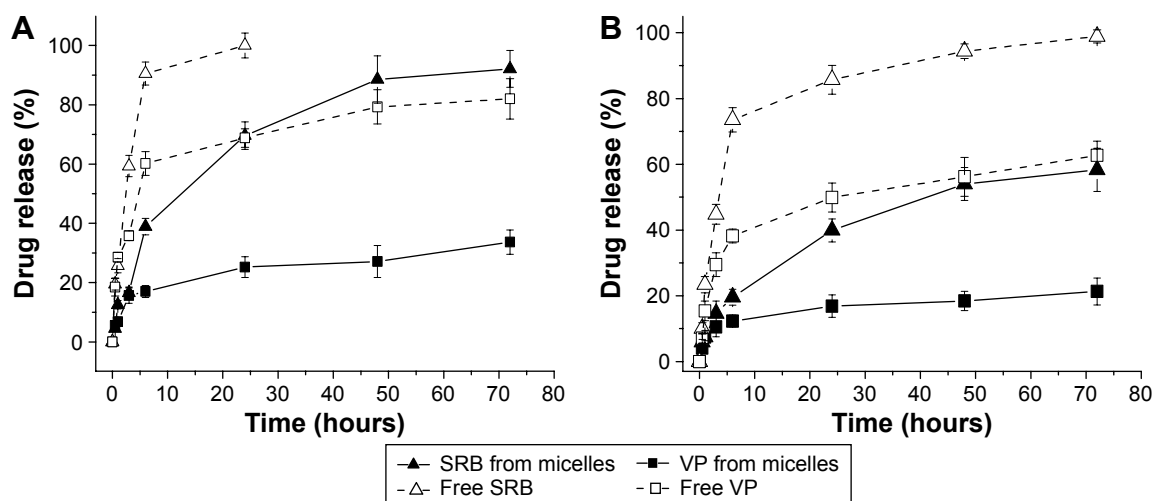 A
B
Drug release (%)
100
80
60
40
20
0
0 10 20 30 40 50 60 70 80
Time (hours)
Drug release (%)
100
80
60
40
20
0
0 10 20 30 40 50 60 70 80
Time (hours)
SRB from micelles VP from micelles
Free SRB Free VP